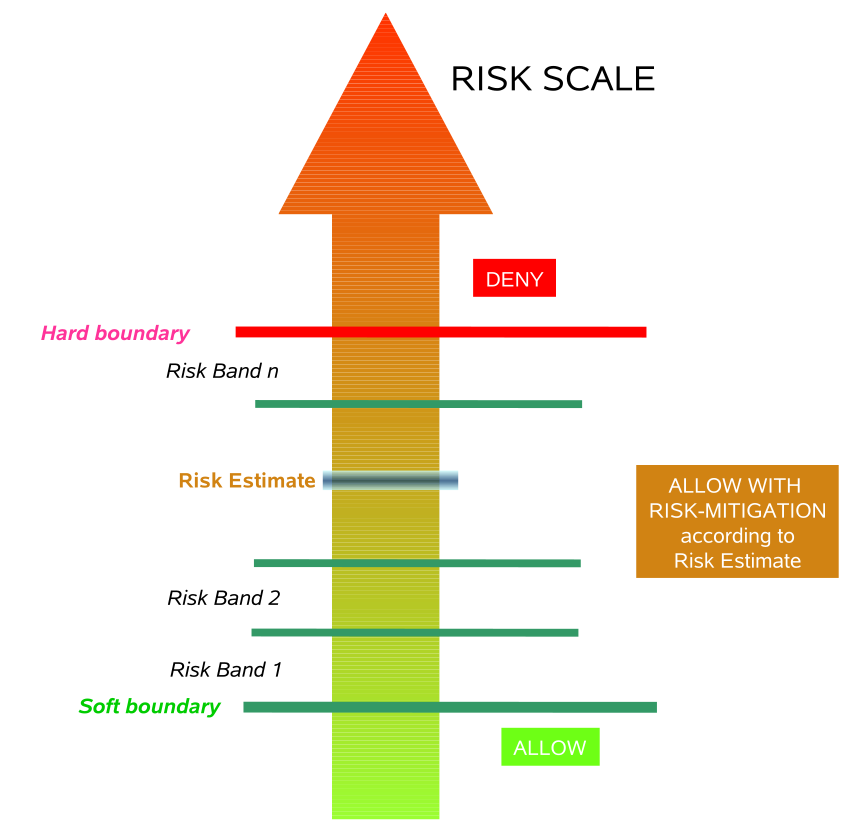 RISK SCALE
DENY
Hard boundary
Risk Band n
Risk Estimate
ALLOW WITH
RISK-MITIGATION
according to
Risk Estimate
Risk Band 2
Risk Band 1
Soft boundary
ALLOW